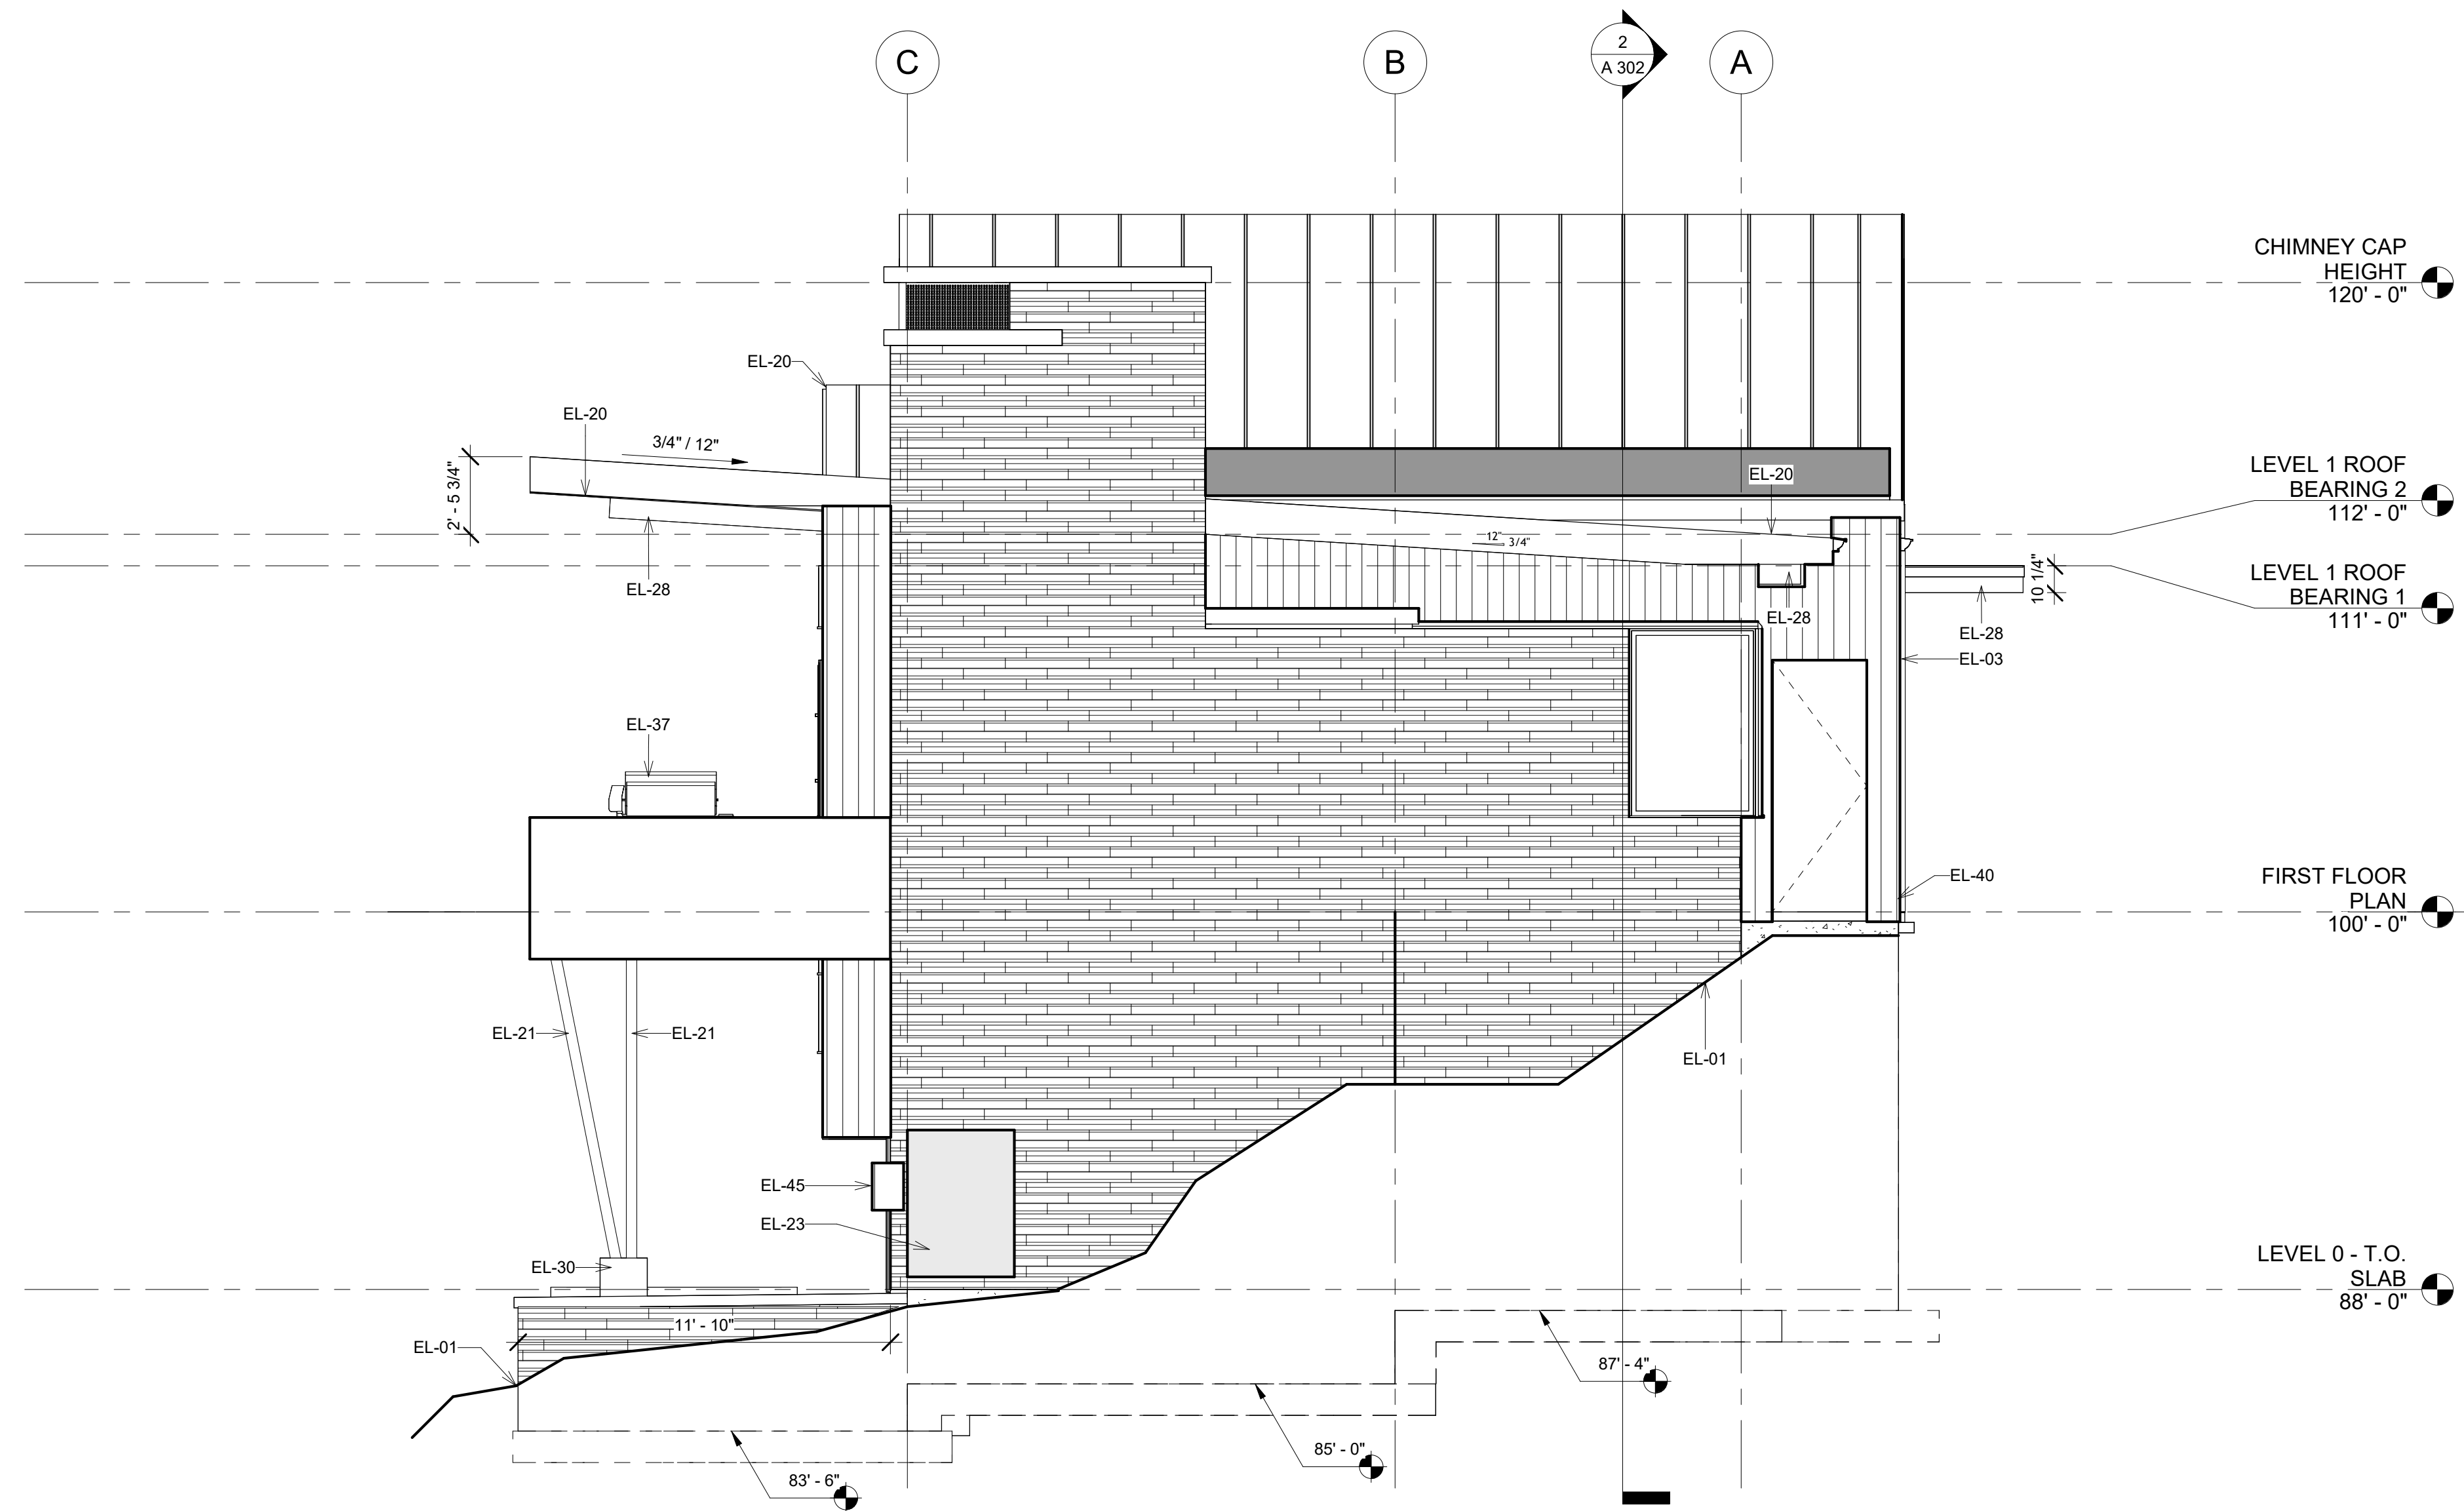 C
B
2
A 302
A
CHIMNEY CAP
HEIGHT
120' - 0"
EL-20
EL-20
3/4" / 12"
2' - 5 3/4"
EL-28
EL-20
12"
3/4"
EL-28
LEVEL 1 ROOF
BEARING 2
112' - 0"
10 1/4"
LEVEL 1 ROOF
BEARING 1
111' - 0"
EL-28
EL-03
EL-37
EL-40
FIRST FLOOR
PLAN
100' - 0"
EL-21
EL-21
EL-01
EL-45
EL-23
EL-30
LEVEL 0 - T.O.
SLAB
88' - 0"
11' - 10"
EL-01
87' - 4"
85' - 0"
83' - 6"